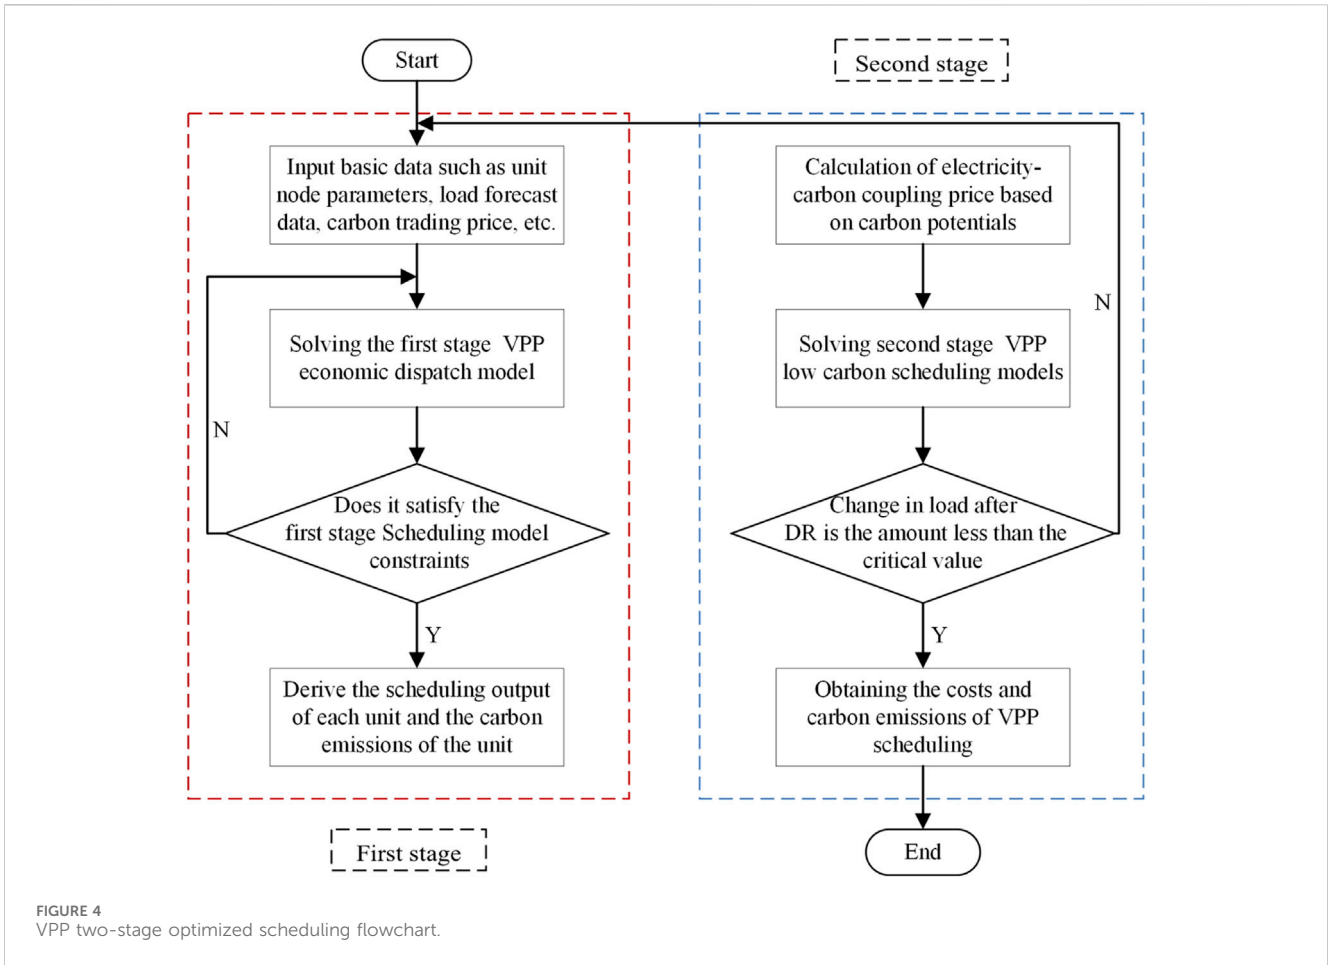 Start
Input basic data such as unit
node parameters, load forecast
data, carbon trading price, etc.
Solving the first stage VPP
economic dispatch model
N
Does it satisfy the
first stage Scheduling model
constraints
Y
Derive the scheduling output
of each unit and the carbon
emissions of the unit
First stage
Second stage
Calculation of electricity-
carbon coupling price based
on carbon potentials
N
Solving second stage VPP
low carbon scheduling models
Change in load after
DR is the amount less than the
critical value
Y
Obtaining the costs and
carbon emissions of VPP
scheduling
End
FIGURE 4
VPP two-stage optimized scheduling flowchart.